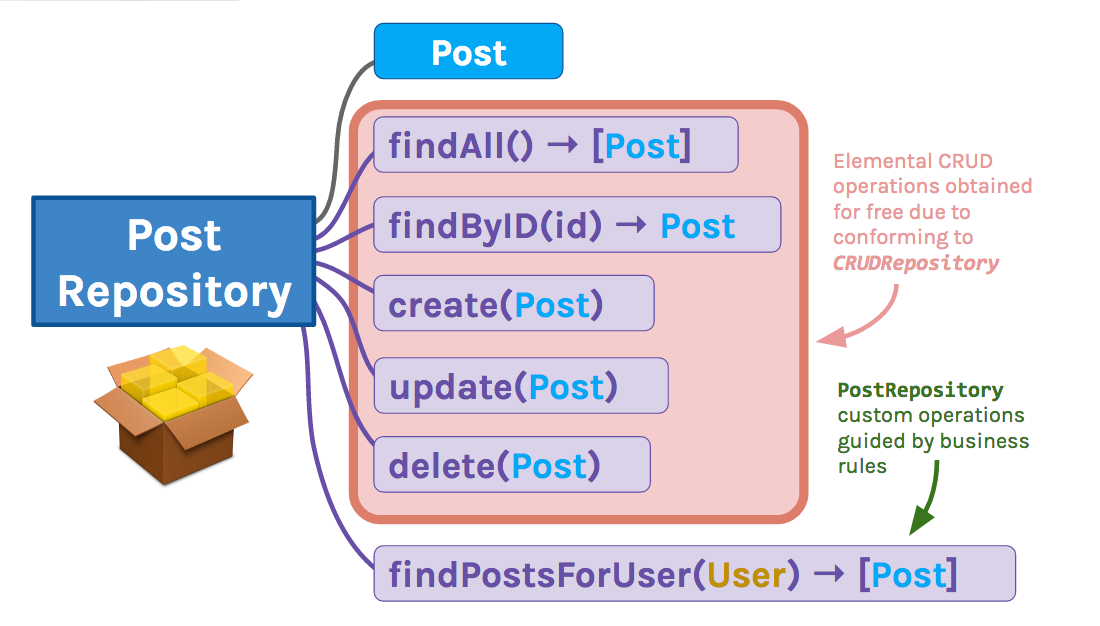 Post
findAll() → [Post]
findByID(id) → Post
create(Post)
update(Post)
delete(Post)
findPostsForUser(User) → [Post]
Post
Repository
Elemental CRUD
operations obtained
for free due to
conforming to
CRUDRepository
PostRepository
custom operations
guided by business
rules